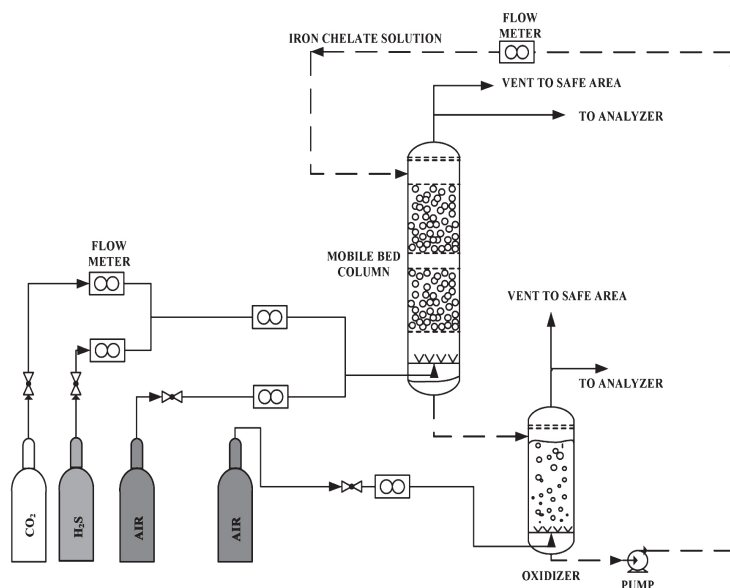 FLOW
METER
IRON CHELATE SOLUTION
VENT TO SAFE AREA
TO ANALYZER
FLOW
METER
MOBILE BED
COLUMN
VENT TO SAFE AREA
TO ANALYZER
CO₂
H₂S
AIR
AIR
OXIDIZER
PUMP